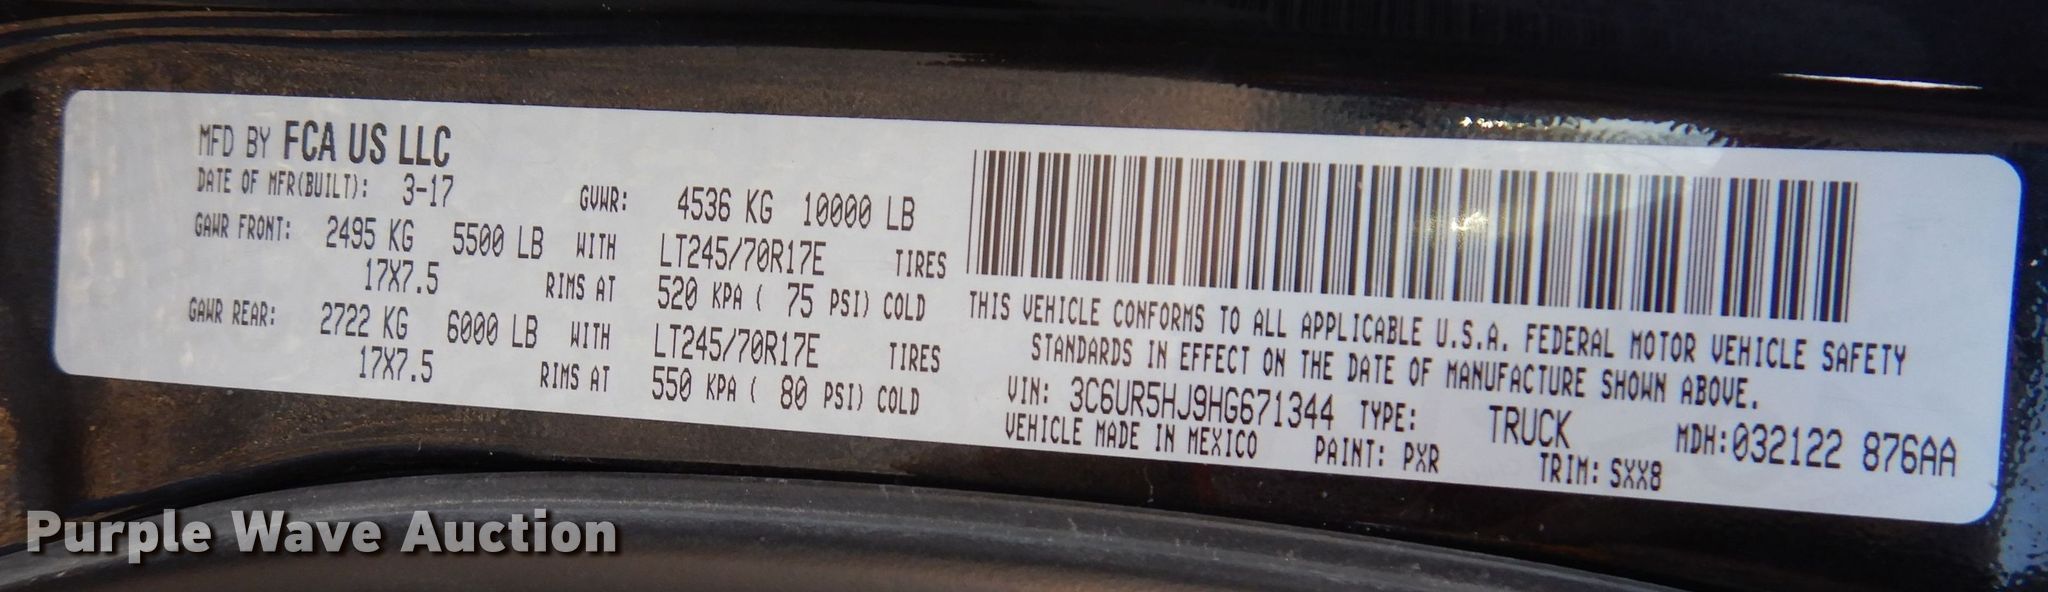 MFD BY FCA US LLC
DATE OF MFR(BUILT): 3-17 GVWR: 4536 KG 10000 LB
GAWR FRONT: 2495 KG 5500 LB WITH LT245/70R17E TIRES
17X7.5 RIMS AT 520 KPA ( 75 PSI) COLD
GAWR REAR: 2722 KG 6000 LB WITH LT245/70R17E TIRES
17X7.5 RIMS AT 550 KPA ( 80 PSI) COLD
THIS VEHICLE CONFORMS TO ALL APPLICABLE U.S.A. FEDERAL MOTOR VEHICLE SAFETY
STANDARDS IN EFFECT ON THE DATE OF MANUFACTURE SHOWN ABOVE.
VIN: 3C6UR5HJ9HG671344 TYPE: TRUCK MDH:032122 876AA
VEHICLE MADE IN MEXICO PAINT: PXR TRIM: SXX8
Purple Wave Auction